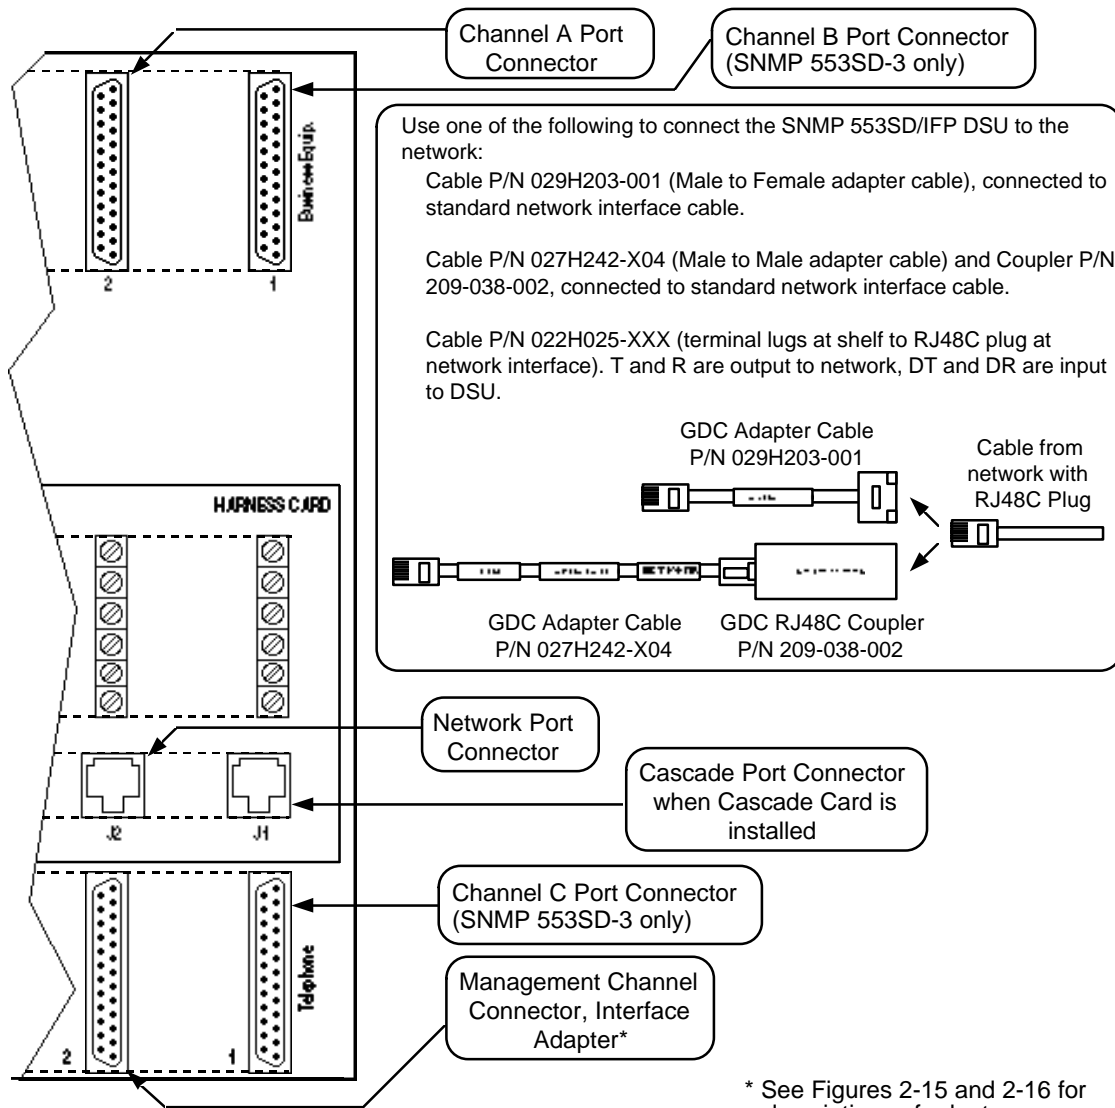 Channel A Port
Connector
Channel B Port Connector
(SNMP 553SD-3 only)
Business Equip.
2
1
Use one of the following to connect the SNMP 553SD/IFP DSU to the
network:
Cable P/N 029H203-001 (Male to Female adapter cable), connected to
standard network interface cable.
Cable P/N 027H242-X04 (Male to Male adapter cable) and Coupler P/N
209-038-002, connected to standard network interface cable.
Cable P/N 022H025-XXX (terminal lugs at shelf to RJ48C plug at
network interface). T and R are output to network, DT and DR are input
to DSU.
GDC Adapter Cable
P/N 029H203-001
Cable from
network with
RJ48C Plug
GDC Adapter Cable
P/N 027H242-X04
GDC RJ48C Coupler
P/N 209-038-002
HARNESS CARD
Network Port
Connector
Cascade Port Connector
when Cascade Card is
installed
J2
J1
Channel C Port Connector
(SNMP 553SD-3 only)
Telephone
Management Channel
Connector, Interface
Adapter*
2
1
* See Figures 2-15 and 2-16 for